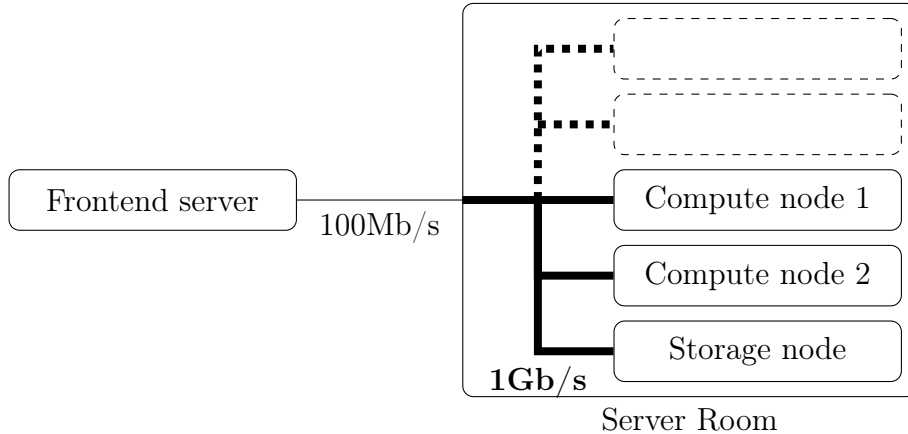 Frontend server
100Mb/s
Compute node 1
Compute node 2
Storage node
1Gb/s
Server Room